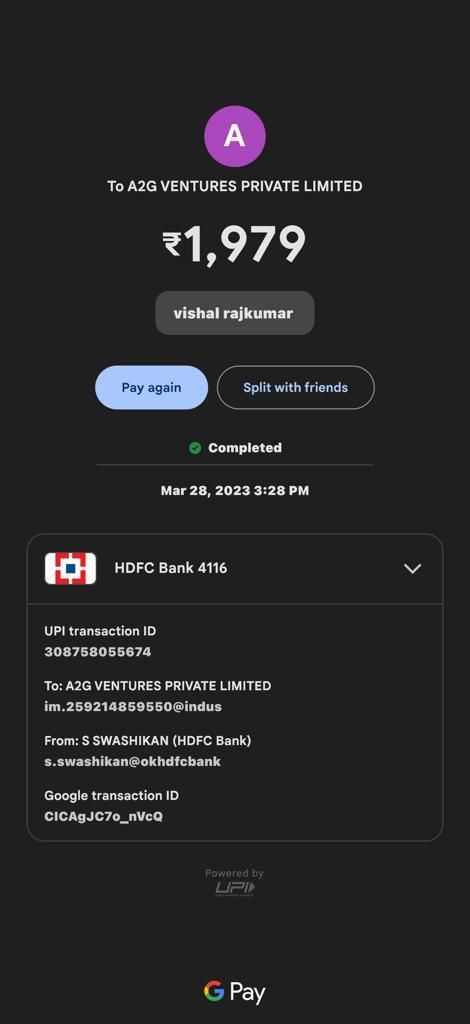 A
To A2G VENTURES PRIVATE LIMITED
₹1,979
vishal rajkumar
Pay again
Split with friends
Completed
Mar 28, 2023 3:28 PM
HDFC Bank 4116
UPI transaction ID
308758055674
To: A2G VENTURES PRIVATE LIMITED
im.259214859550@indus
From: S SWASHIKAN (HDFC Bank)
s.swashikan@okhdfcbank
Google transaction ID
CICAgJC7o_nVcQ
Powered by
UPI
G Pay